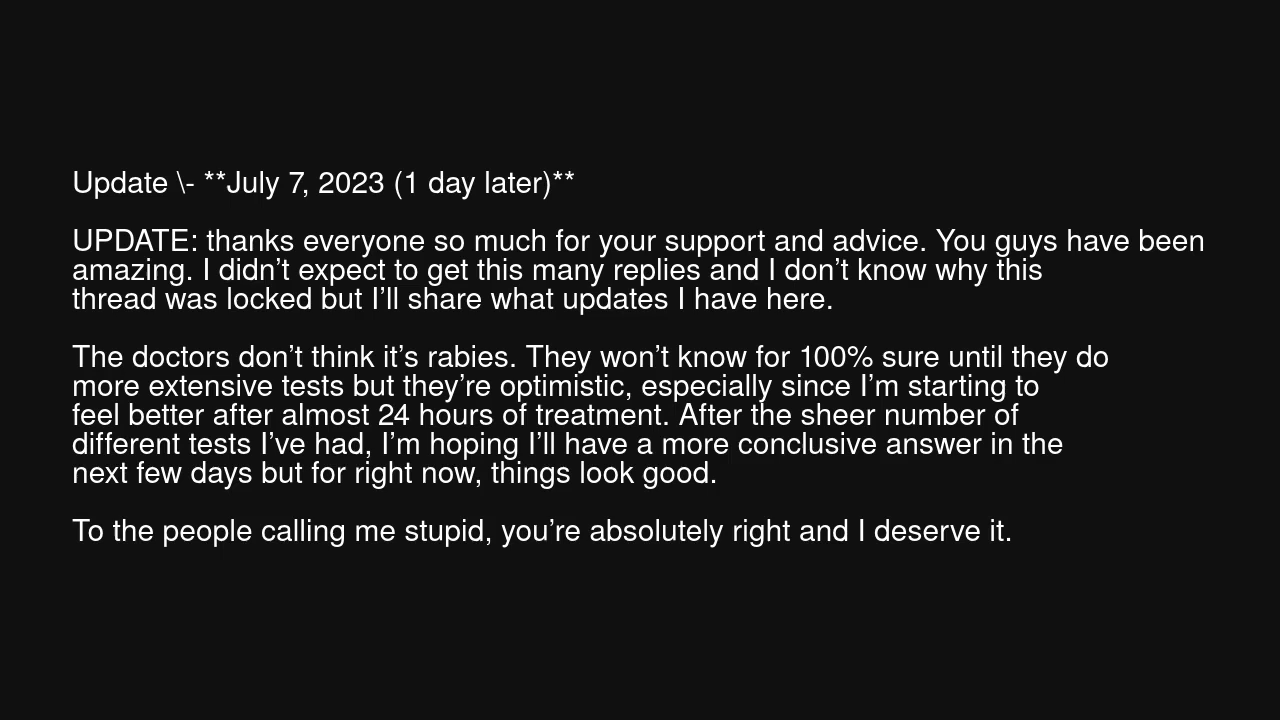 Update \- **July 7, 2023 (1 day later)**
UPDATE: thanks everyone so much for your support and advice. You guys have been
amazing. I didn’t expect to get this many replies and I don’t know why this
thread was locked but I’ll share what updates I have here.
The doctors don’t think it’s rabies. They won’t know for 100% sure until they do
more extensive tests but they’re optimistic, especially since I’m starting to
feel better after almost 24 hours of treatment. After the sheer number of
different tests I’ve had, I’m hoping I’ll have a more conclusive answer in the
next few days but for right now, things look good.
To the people calling me stupid, you’re absolutely right and I deserve it.